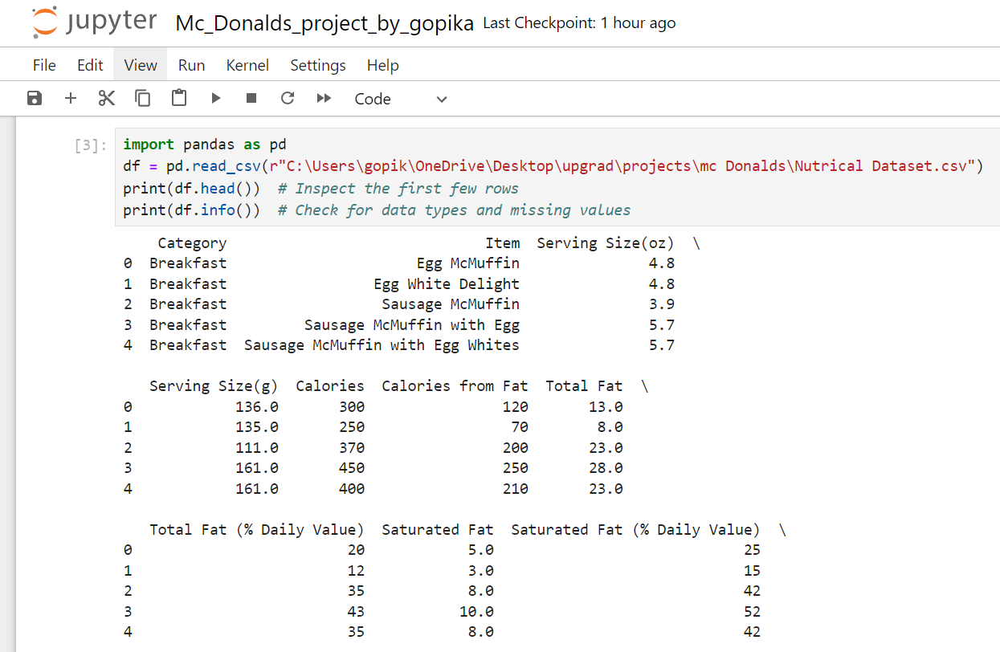 jupyter Mc_Donalds_project_by_gopika Last Checkpoint: 1 hour ago
File Edit View Run Kernel Settings Help
Code
[3]: import pandas as pd
df = pd.read_csv(r"C:\Users\gopik\OneDrive\Desktop\upgrad\projects\mc Donalds\Nutrical Dataset.csv")
print(df.head())  # Inspect the first few rows
print(df.info())  # Check for data types and missing values
    Category                              Item  Serving Size(oz)  \
0  Breakfast                      Egg McMuffin               4.8
1  Breakfast                 Egg White Delight               4.8
2  Breakfast                  Sausage McMuffin               3.9
3  Breakfast         Sausage McMuffin with Egg               5.7
4  Breakfast  Sausage McMuffin with Egg Whites               5.7
   Serving Size(g)  Calories  Calories from Fat  Total Fat  \
0            136.0       300                120       13.0
1            135.0       250                 70        8.0
2            111.0       370                200       23.0
3            161.0       450                250       28.0
4            161.0       400                210       23.0
   Total Fat (% Daily Value)  Saturated Fat  Saturated Fat (% Daily Value)  \
0                         20            5.0                             25
1                         12            3.0                             15
2                         35            8.0                             42
3                         43           10.0                             52
4                         35            8.0                             42